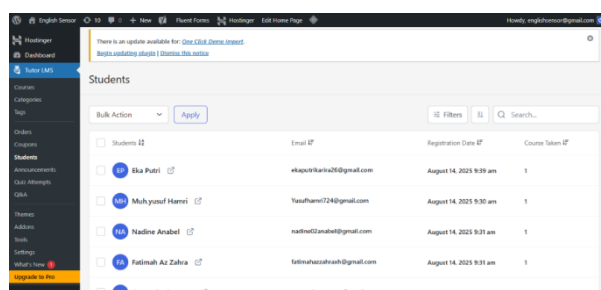 English Sensor 10 0 + New Fluent Forms Hostinger Edit Home Page Howdy, englishsensor@gmail.com
Hostinger
Dashboard
Tutor LMS
Courses
Categories
Tags
Orders
Coupons
Students
Announcements
Quiz Attempts
Q&A
Themes
Addons
Tools
Settings
What's New
Upgrade to Pro
There is an update available for: One Click Demo Import.
Begin updating plugin | Dismiss this notice
Students
Bulk Action Apply Filters Search...
Students Email Registration Date Course Taken
EP Eka Putri ekaputrikarira26@gmail.com August 14, 2025 9:39 am 1
MH Muh.yusuf Hamri Yusufhamri724@gmail.com August 14, 2025 9:30 am 1
NA Nadine Anabel nadine02anabel@gmail.com August 14, 2025 9:31 am 1
FA Fatimah Az Zahra fatimahazzahraxh@gmail.com August 14, 2025 9:31 am 1